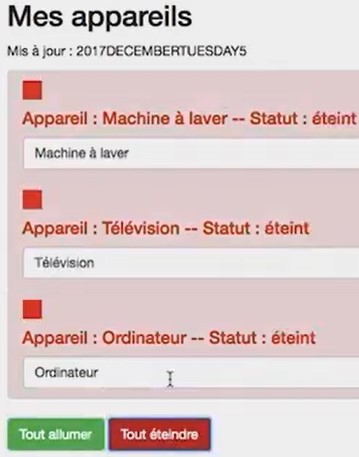 Mes appareils
Mis à jour : 2017DECEMBERTUESDAY5
Appareil : Machine à laver -- Statut : éteint
Machine à laver
Appareil : Télévision -- Statut : éteint
Télévision
Appareil : Ordinateur -- Statut : éteint
Ordinateur
Tout allumer Tout éteindre